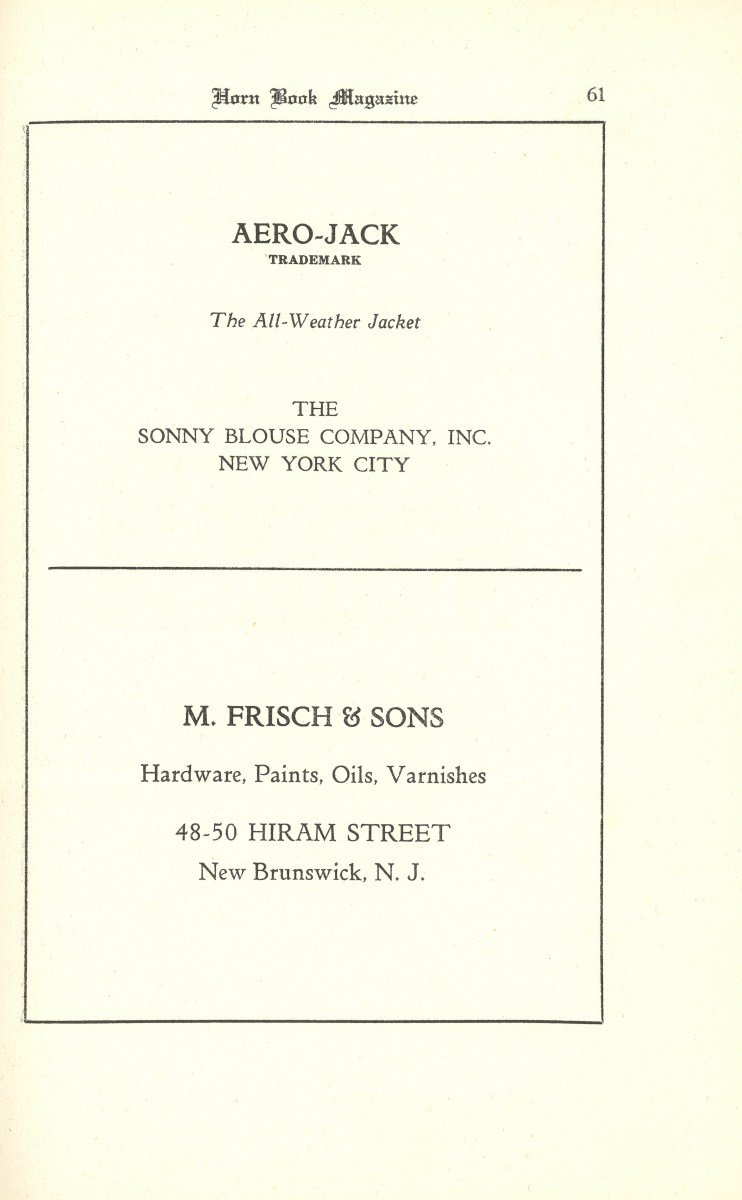 Horn Book Magazine 61
AERO-JACK
TRADEMARK
The All-Weather Jacket
THE
SONNY BLOUSE COMPANY, INC.
NEW YORK CITY
M. FRISCH & SONS
Hardware, Paints, Oils, Varnishes
48-50 HIRAM STREET
New Brunswick, N. J.